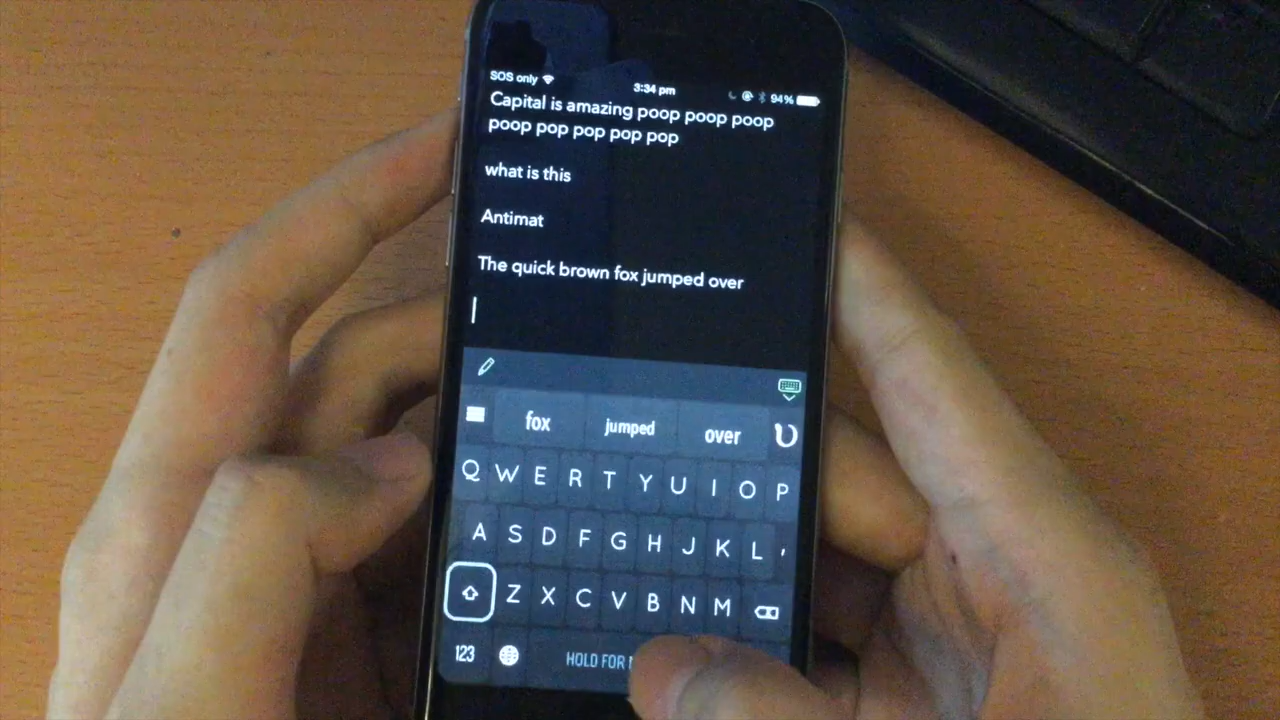 SOS only 3:34 pm 94%
Capital is amazing poop poop poop
poop pop pop pop pop
what is this
Antimat
The quick brown fox jumped over
fox jumped over
Q W E R T Y U I O P
A S D F G H J K L '
Z X C V B N M
123 HOLD FOR